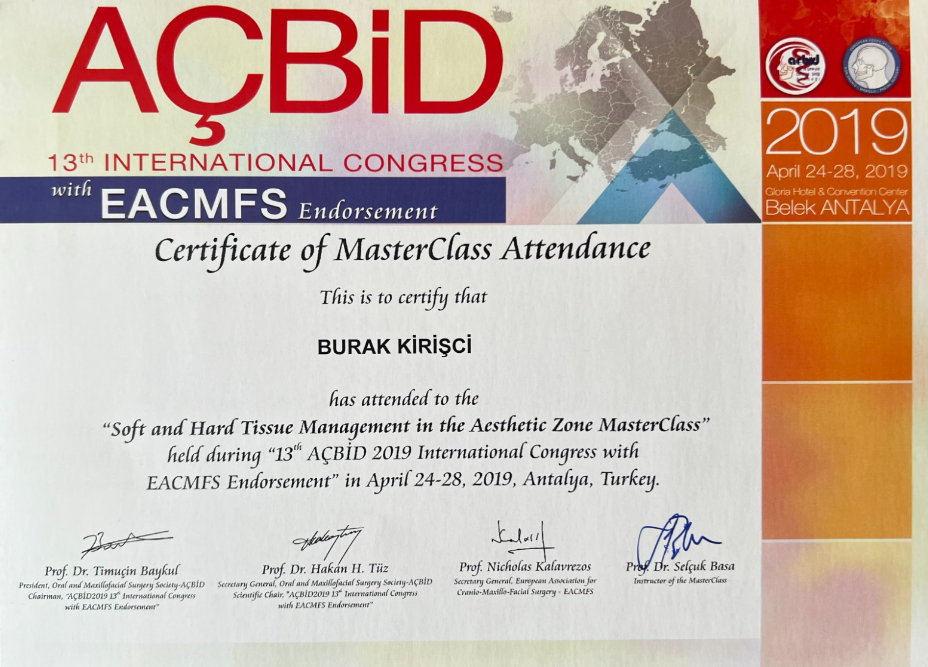 AÇBİD
13th INTERNATIONAL CONGRESS
with EACMFS Endorsement
acbid
2019
April 24-28, 2019
Gloria Hotel & Convention Center
Belek ANTALYA
Certificate of MasterClass Attendance
This is to certify that
BURAK KİRİŞCİ
has attended to the
“Soft and Hard Tissue Management in the Aesthetic Zone MasterClass”
held during “13th AÇBİD 2019 International Congress with
EACMFS Endorsement” in April 24-28, 2019, Antalya, Turkey.
Prof. Dr. Timuçin Baykul
President, Oral and Maxillofacial Surgery Society-AÇBİD
Chairman, “AÇBİD2019 13th International Congress
with EACMFS Endorsement”
Prof. Dr. Hakan H. Tüz
Secretary General, Oral and Maxillofacial Surgery Society-AÇBİD
Scientific Chair, “AÇBİD2019 13th International Congress
with EACMFS Endorsement”
Prof. Nicholas Kalavrezos
Secretary General, European Association for
Cranio-Maxillo-Facial Surgery - EACMFS
Prof. Dr. Selçuk Basa
Instructor of the MasterClass